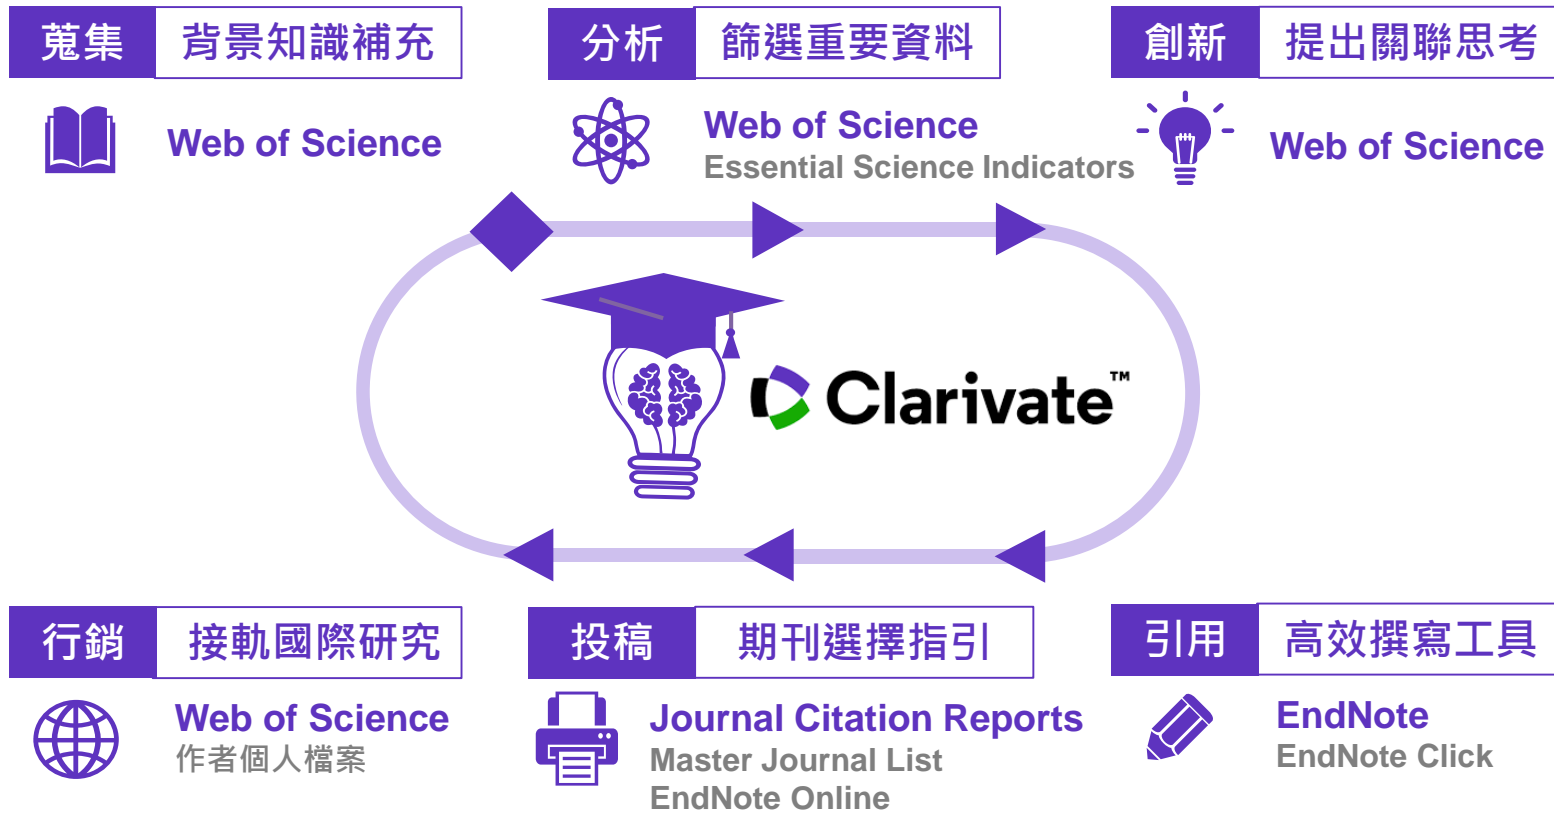 蒐集 背景知識補充
Web of Science
分析 篩選重要資料
Web of Science
Essential Science Indicators
創新 提出關聯思考
Web of Science
Clarivate™
行銷 接軌國際研究
Web of Science
作者個人檔案
投稿 期刊選擇指引
Journal Citation Reports
Master Journal List
EndNote Online
引用 高效撰寫工具
EndNote
EndNote Click